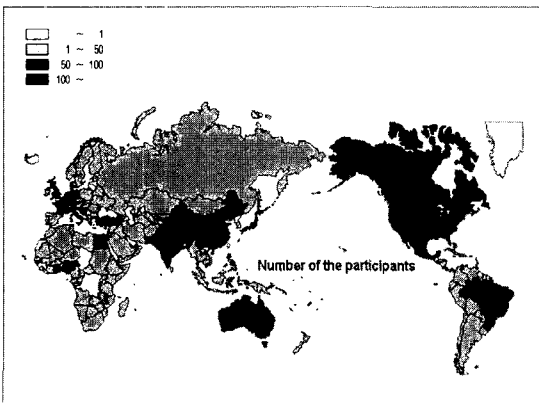 ~ 1
1 ~ 50
50 ~ 100
100 ~
Number of the participants